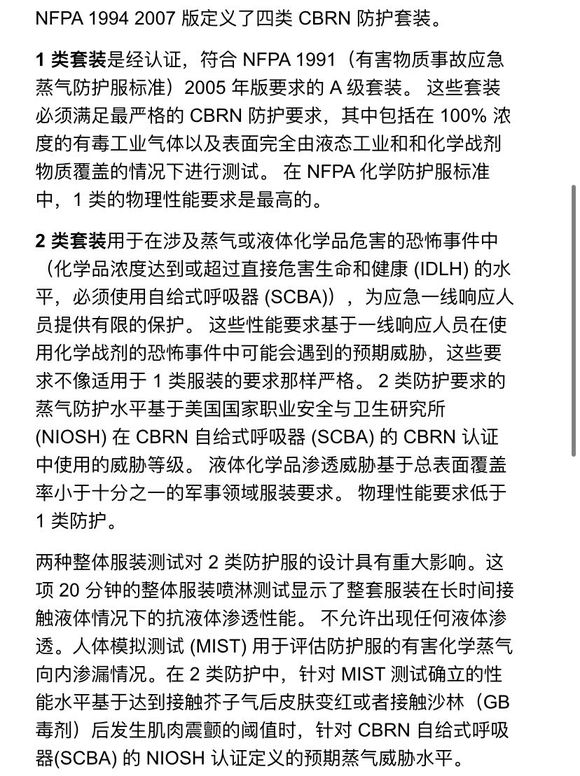 NFPA 1994 2007 版定义了四类 CBRN 防护套装。
1 类套装是经认证，符合 NFPA 1991（有害物质事故应急
蒸气防护服标准）2005 年版要求的 A 级套装。 这些套装
必须满足最严格的 CBRN 防护要求，其中包括在 100% 浓
度的有毒工业气体以及表面完全由液态工业和和化学战剂
物质覆盖的情况下进行测试。 在 NFPA 化学防护服标准
中，1 类的物理性能要求是最高的。
2 类套装用于在涉及蒸气或液体化学品危害的恐怖事件中
（化学品浓度达到或超过直接危害生命和健康 (IDLH) 的水
平，必须使用自给式呼吸器 (SCBA)），为应急一线响应人
员提供有限的保护。 这些性能要求基于一线响应人员在使
用化学战剂的恐怖事件中可能会遇到的预期威胁，这些要
求不像适用于 1 类服装的要求那样严格。 2 类防护要求的
蒸气防护水平基于美国国家职业安全与卫生研究所
(NIOSH) 在 CBRN 自给式呼吸器 (SCBA) 的 CBRN 认证
中使用的威胁等级。 液体化学品渗透威胁基于总表面覆盖
率小于十分之一的军事领域服装要求。 物理性能要求低于
1 类防护。
两种整体服装测试对 2 类防护服的设计具有重大影响。这
项 20 分钟的整体服装喷淋测试显示了整套服装在长时间接
触液体情况下的抗液体渗透性能。 不允许出现任何液体渗
透。人体模拟测试 (MIST) 用于评估防护服的有害化学蒸气
向内渗漏情况。在 2 类防护中，针对 MIST 测试确立的性
能水平基于达到接触芥子气后皮肤变红或者接触沙林（GB
毒剂）后发生肌肉震颤的阈值时，针对 CBRN 自给式呼吸
器(SCBA) 的 NIOSH 认证定义的预期蒸气威胁水平。